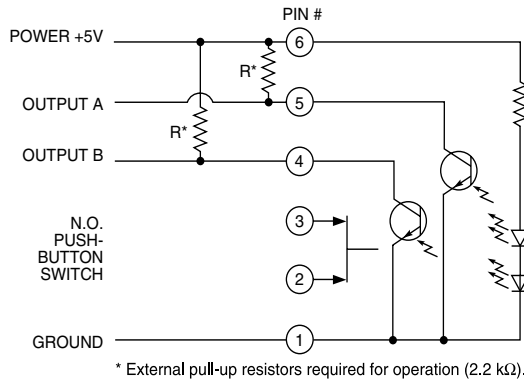 PIN #
POWER +5V
6
R*
OUTPUT A
5
R*
OUTPUT B
4
N.O.
PUSH-
BUTTON
SWITCH
3
2
GROUND
1
* External pull-up resistors required for operation (2.2 kΩ).